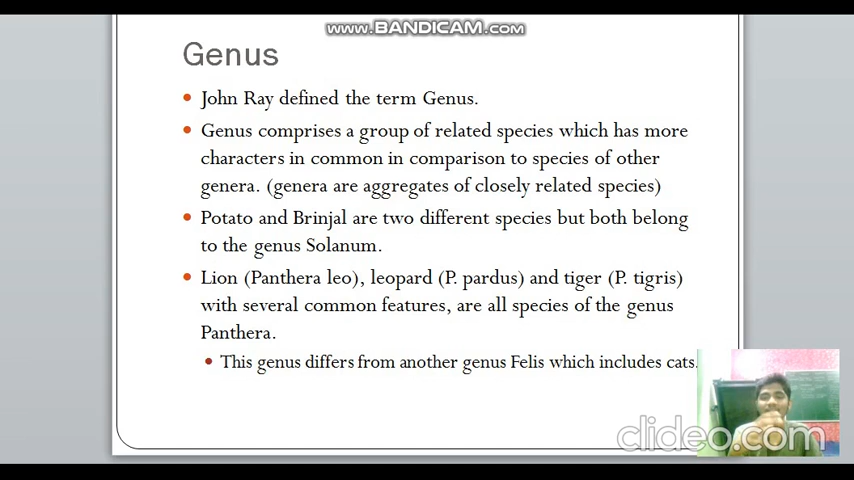 www.BANDICAM.com
Genus
John Ray defined the term Genus.
Genus comprises a group of related species which has more
characters in common in comparison to species of other
genera. (genera are aggregates of closely related species)
Potato and Brinjal are two different species but both belong
to the genus Solanum.
Lion (Panthera leo), leopard (P. pardus) and tiger (P. tigris)
with several common features, are all species of the genus
Panthera.
This genus differs from another genus Felis which includes cats.
clideo.com